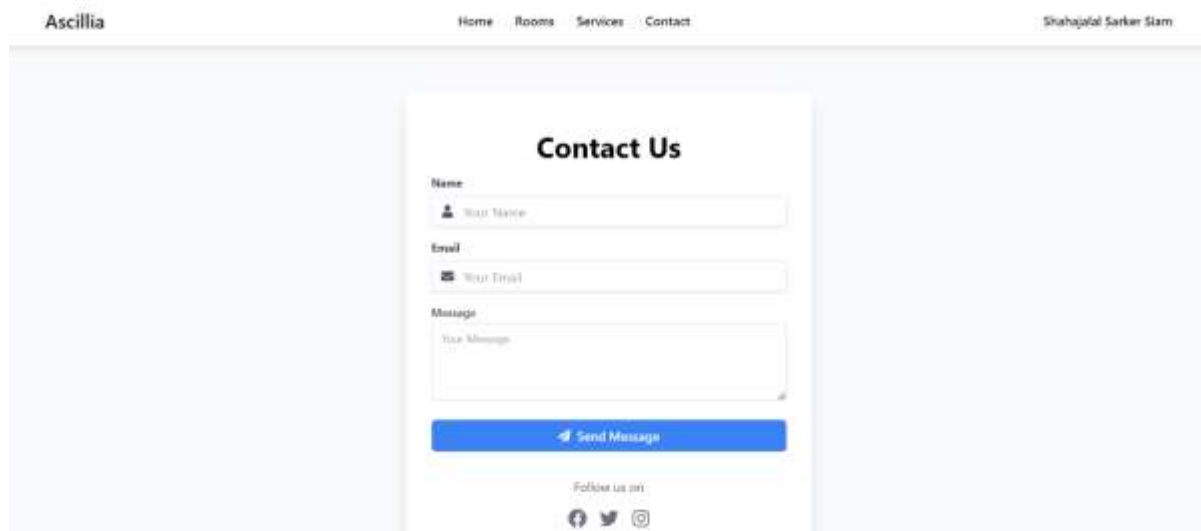 Ascillia
Home Rooms Services Contact
Shahajalal Sarker Siam
Contact Us
Name
Your Name
Email
Your Email
Message
Your Message
Send Message
Follow us on